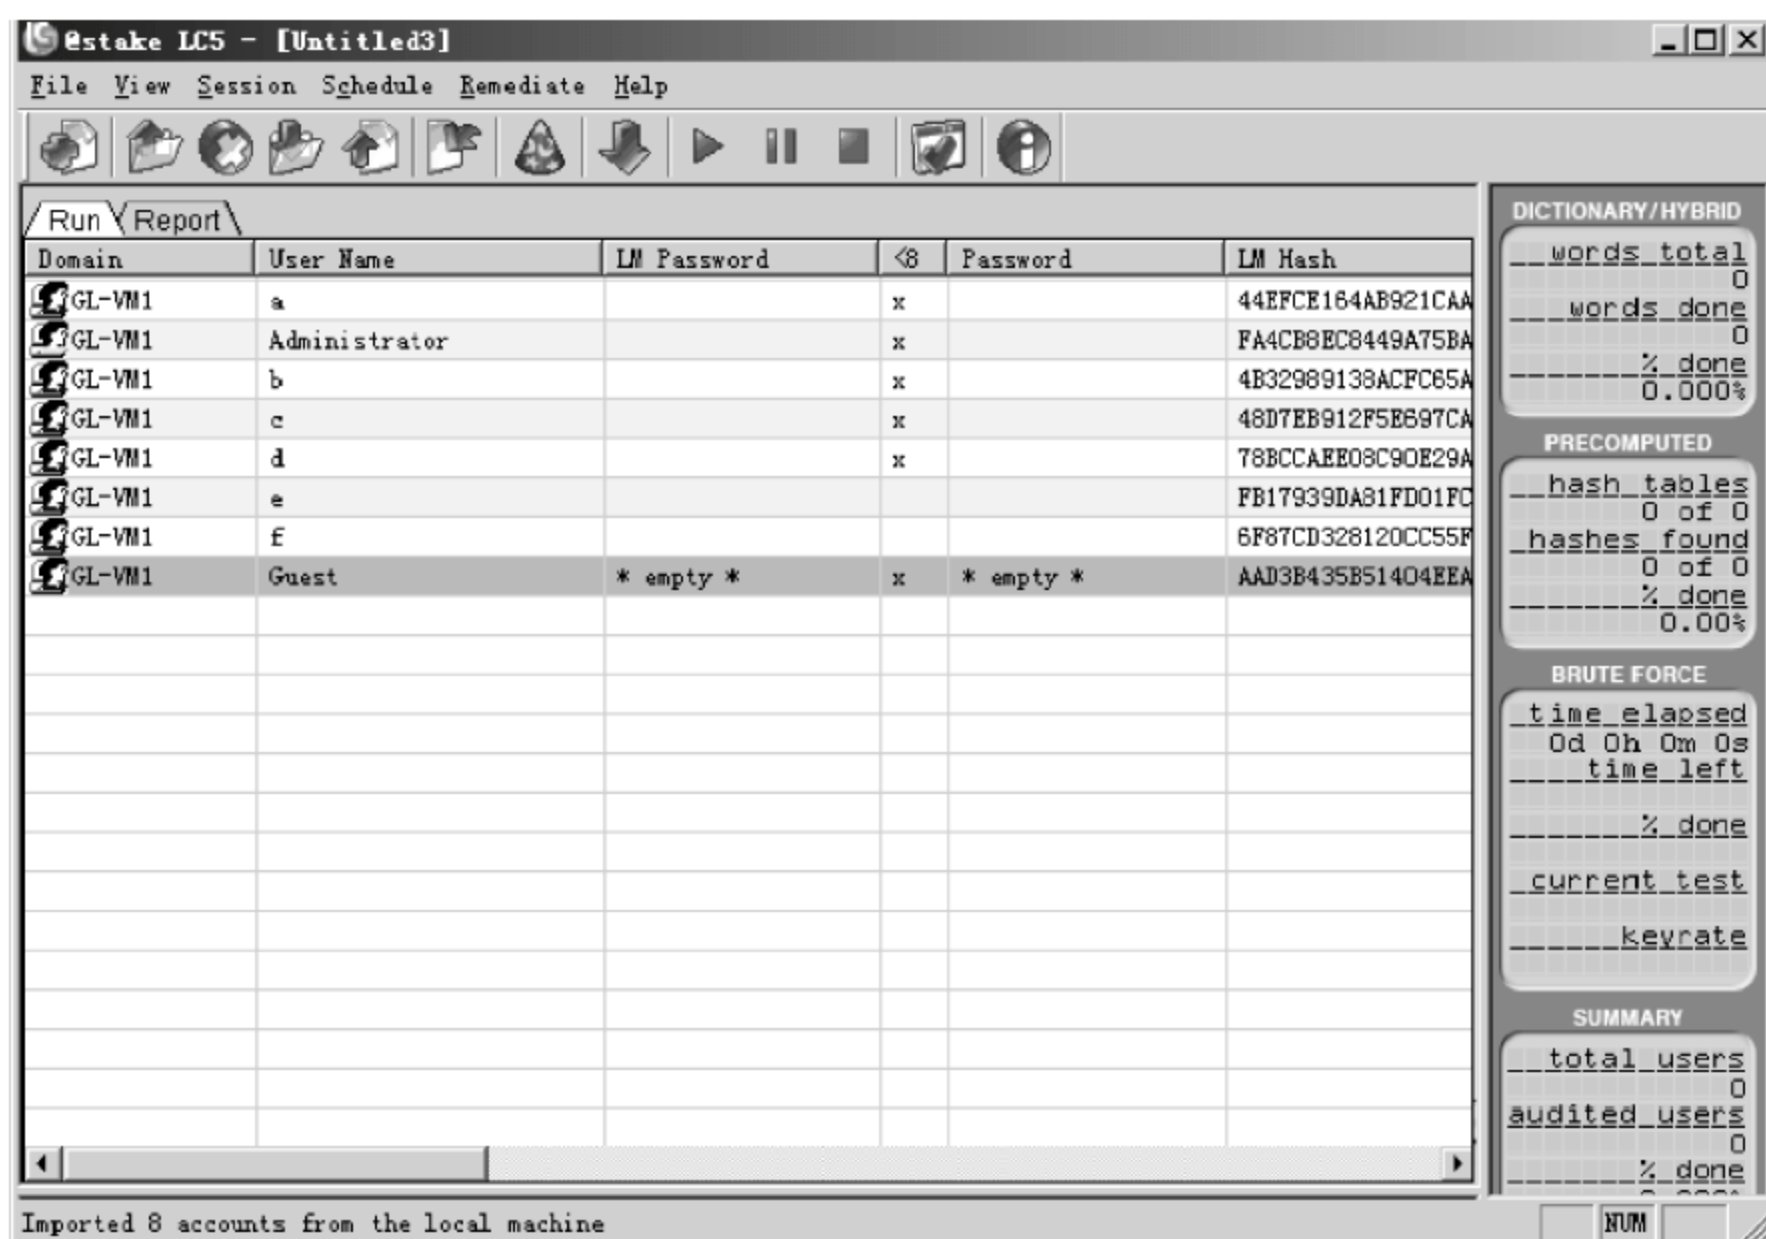 @stake LC5 - [Untitled3]
File View Session Schedule Remediate Help
Run Report
Domain User Name LM Password <8 Password LM Hash
GL-VM1 a x 44EFCE164AB921CAA
GL-VM1 Administrator x FA4CB8EC8449A75BA
GL-VM1 b x 4B32989138ACFC65A
GL-VM1 c x 48D7EB912F5E697CA
GL-VM1 d x 78BCCAEE08C90E29A
GL-VM1 e FB17939DA81FD01FC
GL-VM1 f 6F87CD328120CC55F
GL-VM1 Guest * empty * x * empty * AAD3B435B51404EEA
DICTIONARY/HYBRID
words total
0
words done
0
% done
0.000%
PRECOMPUTED
hash tables
0 of 0
hashes found
0 of 0
% done
0.00%
BRUTE FORCE
time elapsed
0d 0h 0m 0s
time left
% done
current test
keyrate
SUMMARY
total users
0
audited users
0
% done
Imported 8 accounts from the local machine
NUM